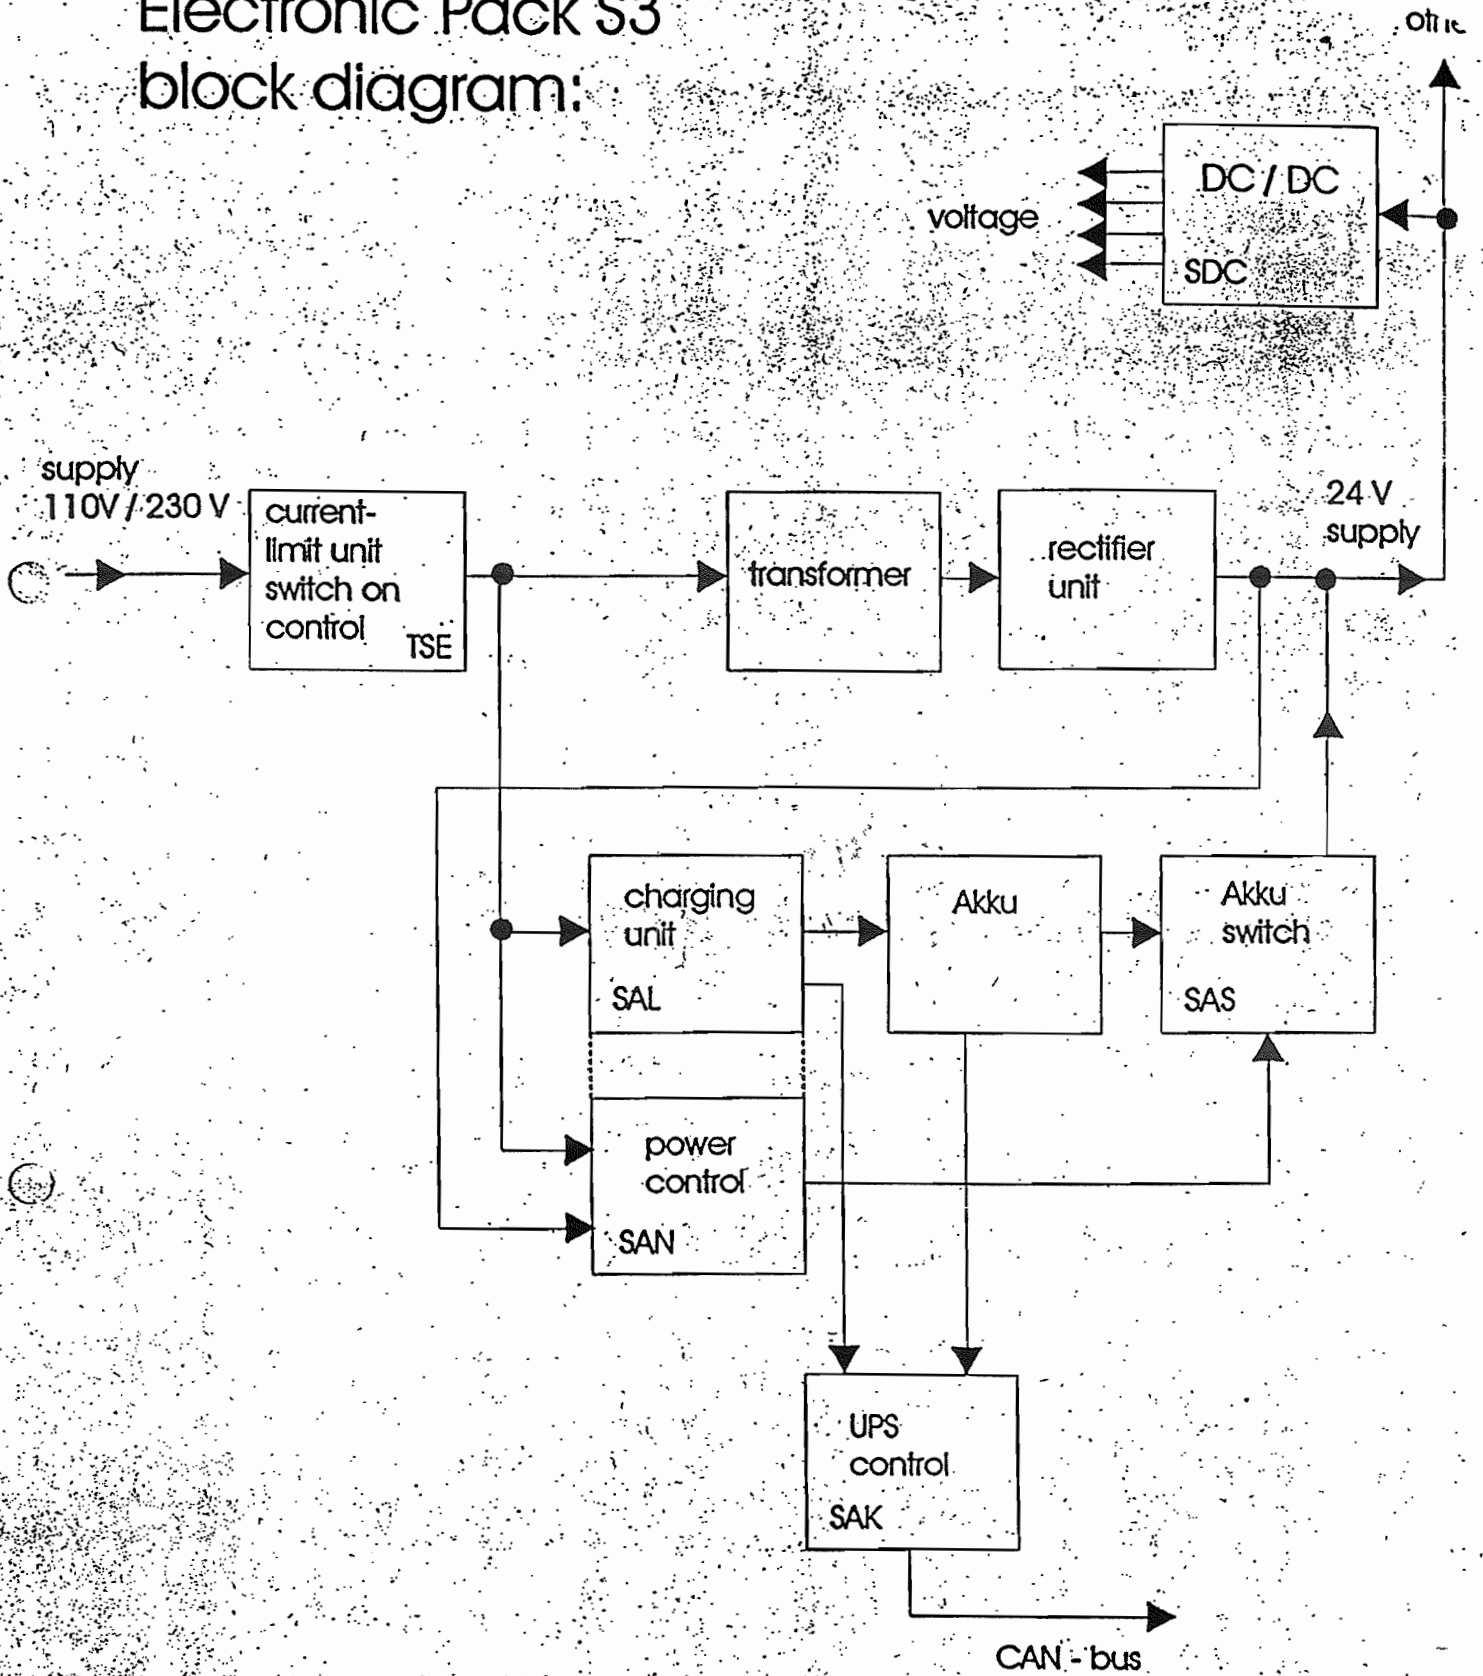 Electronic Pack S3
block diagram:
DC / DC
voltage
SDC
supply
110V / 230 V
current-
limit unit
switch on
control
TSE
transformer
rectifier
unit
24 V
supply
charging
unit
SAL
Akku
Akku
switch
SAS
power
control
SAN
UPS
control
SAK
CAN - bus